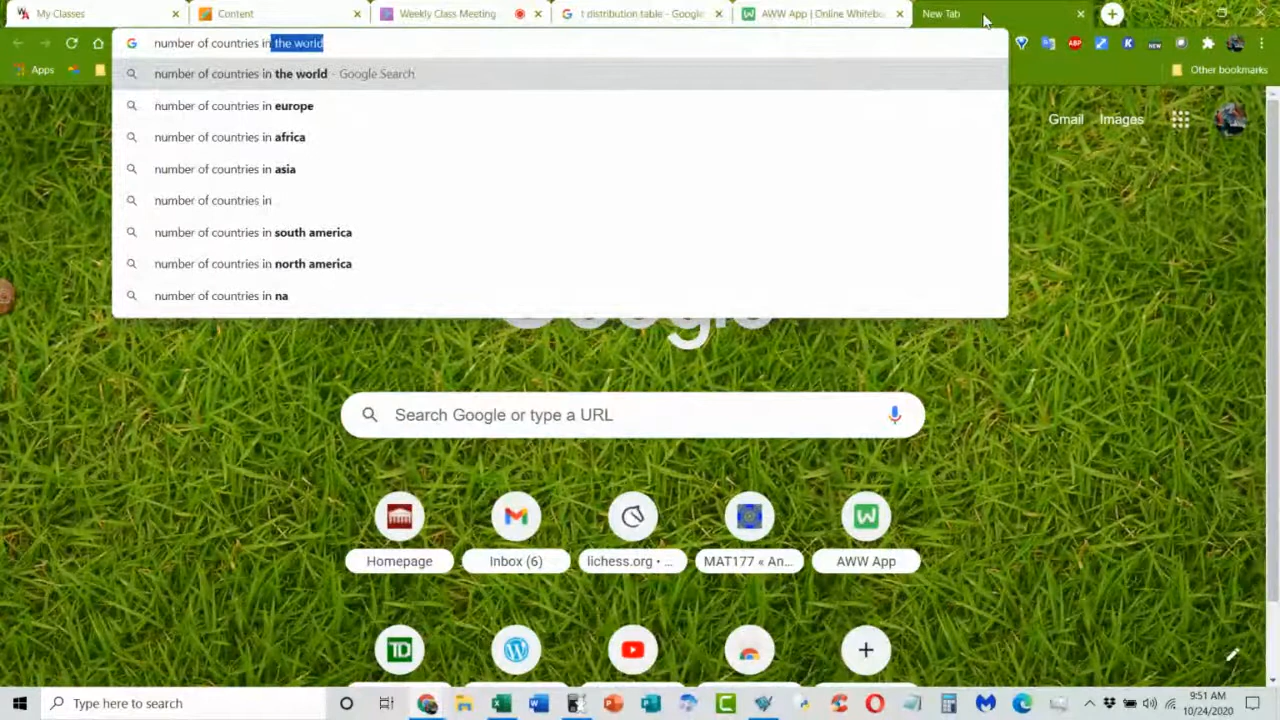 My Classes
Content
Weekly Class Meeting
t distribution table - Google
AWW App | Online Whitebo
New Tab
number of countries in the world
Apps
Other bookmarks
number of countries in the world - Google Search
number of countries in europe
number of countries in africa
number of countries in asia
number of countries in
number of countries in south america
number of countries in north america
number of countries in na
Gmail
Images
Google
Search Google or type a URL
Homepage
Inbox (6)
lichess.org • ...
MAT177 « An...
AWW App
TD
Type here to search
9:51 AM
10/24/2020